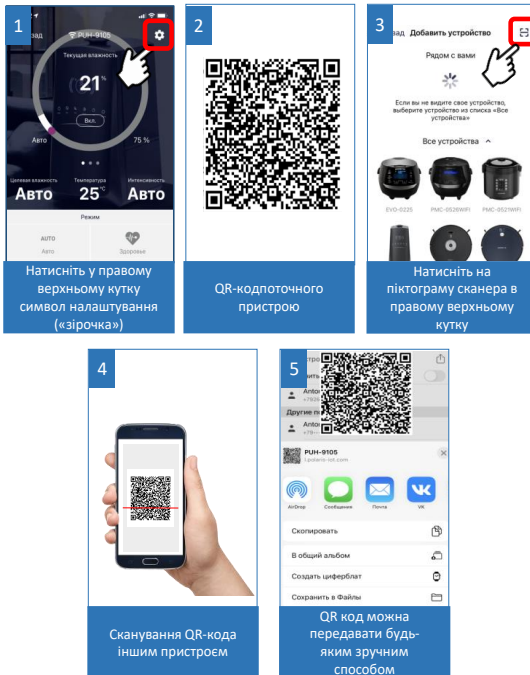 1
зад
PUH-9105
Текущая влажность
21
%
Вкл.
Авто
75 %
Целевая влажность
Температура
Интенсивность
Авто
25 °C
Авто
Режим
AUTO
Авто
Здоровье
Натисніть у правому
верхньому кутку
символ налаштування
(«зірочка»)
2
QR-кодпоточного
пристрою
3
зад Добавить устройство
Рядом с вами
Если вы не видите свое устройство,
выберите устройство из списка «Все
устройства»
Все устройства
EVO-0225
PMC-0526WIFI
PMC-0521WIFI
Натисніть на
піктограму сканера в
правому верхньому
кутку
4
Сканування QR-кода
іншим пристроєм
5
Другие
PUH-9105
AirDrop
Сообщения
Почта
VK
Скопировать
В общий альбом
Создать циферблат
Сохранить в Файлы
QR код можна
передавати будь-
яким зручним
способом